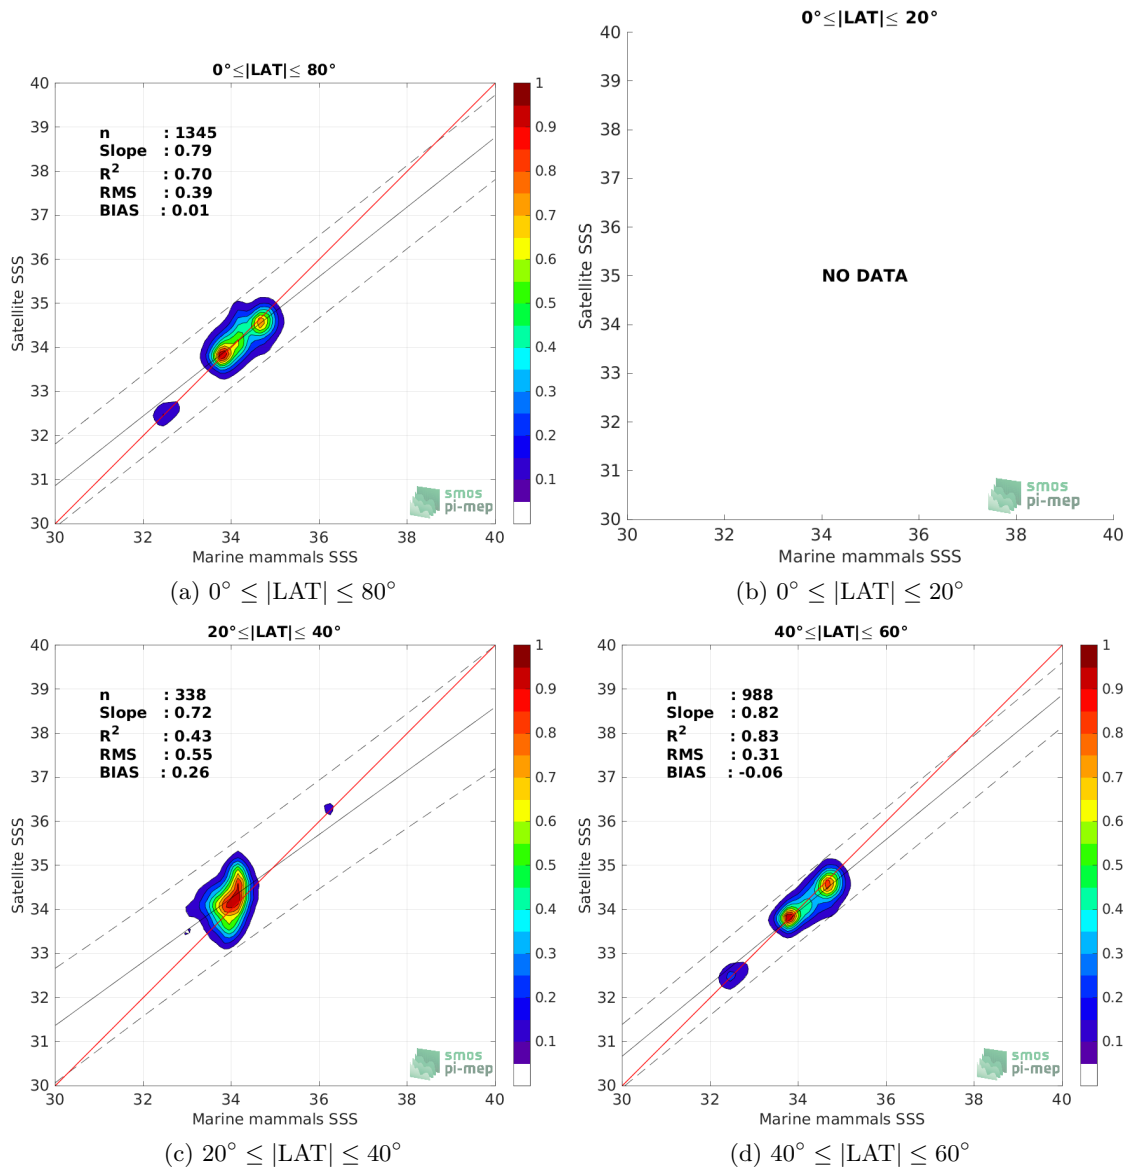 0°≤|LAT|≤ 80°
40
39
38
37
36
35
34
33
32
31
30
Satellite SSS
n : 1345
Slope : 0.79
R² : 0.70
RMS : 0.39
BIAS : 0.01
smos
pi-mep
30 32 34 36 38 40
Marine mammals SSS
1
0.9
0.8
0.7
0.6
0.5
0.4
0.3
0.2
0.1
(a) 0° ≤ |LAT| ≤ 80°
0°≤|LAT|≤ 20°
40
39
38
37
36
35
34
33
32
31
30
Satellite SSS
NO DATA
smos
pi-mep
30 32 34 36 38 40
Marine mammals SSS
(b) 0° ≤ |LAT| ≤ 20°
20°≤|LAT|≤ 40°
40
39
38
37
36
35
34
33
32
31
30
Satellite SSS
n : 338
Slope : 0.72
R² : 0.43
RMS : 0.55
BIAS : 0.26
smos
pi-mep
30 32 34 36 38 40
Marine mammals SSS
1
0.9
0.8
0.7
0.6
0.5
0.4
0.3
0.2
0.1
(c) 20° ≤ |LAT| ≤ 40°
40°≤|LAT|≤ 60°
40
39
38
37
36
35
34
33
32
31
30
Satellite SSS
n : 988
Slope : 0.82
R² : 0.83
RMS : 0.31
BIAS : -0.06
smos
pi-mep
30 32 34 36 38 40
Marine mammals SSS
1
0.9
0.8
0.7
0.6
0.5
0.4
0.3
0.2
0.1
(d) 40° ≤ |LAT| ≤ 60°